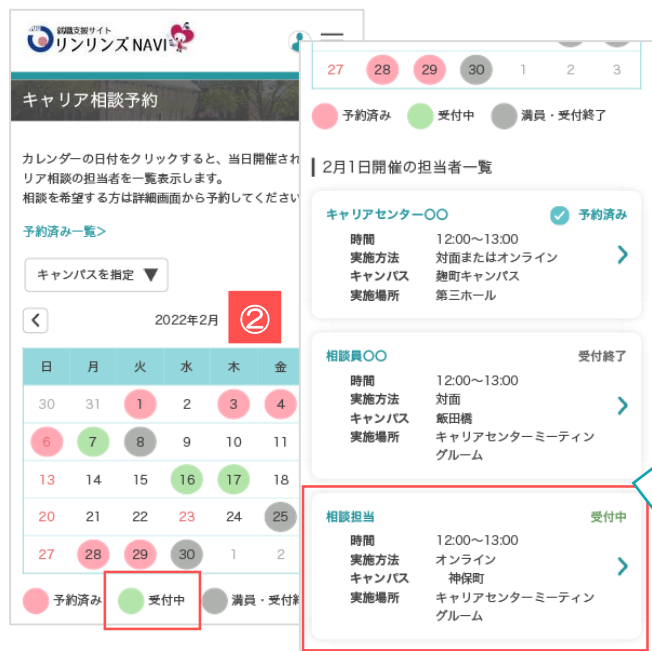 就職支援サイト
リンリンズ NAVI
キャリア相談予約
カレンダーの日付をクリックすると、当日開催され
リア相談の担当者を一覧表示します。
相談を希望する方は詳細画面から予約してください
予約済み一覧>
キャンパスを指定 ▼
2022年2月
②
日 月 火 水 木 金
30 31 1 2 3 4
6 7 8 9 10 11
13 14 15 16 17 18
20 21 22 23 24 25
27 28 29 30 1 2
予約済み 受付中 満員・受付終
27 28 29 30 1 2 3
予約済み 受付中 満員・受付終了
2月1日開催の担当者一覧
キャリアセンター○○ 予約済み
時間 12:00〜13:00
実施方法 対面またはオンライン
キャンパス 麹町キャンパス
実施場所 第三ホール
相談員○○ 受付終了
時間 12:00〜13:00
実施方法 対面
キャンパス 飯田橋
実施場所 キャリアセンターミーティン
グルーム
相談担当 受付中
時間 12:00〜13:00
実施方法 オンライン
キャンパス 神保町
実施場所 キャリアセンターミーティン
グルーム